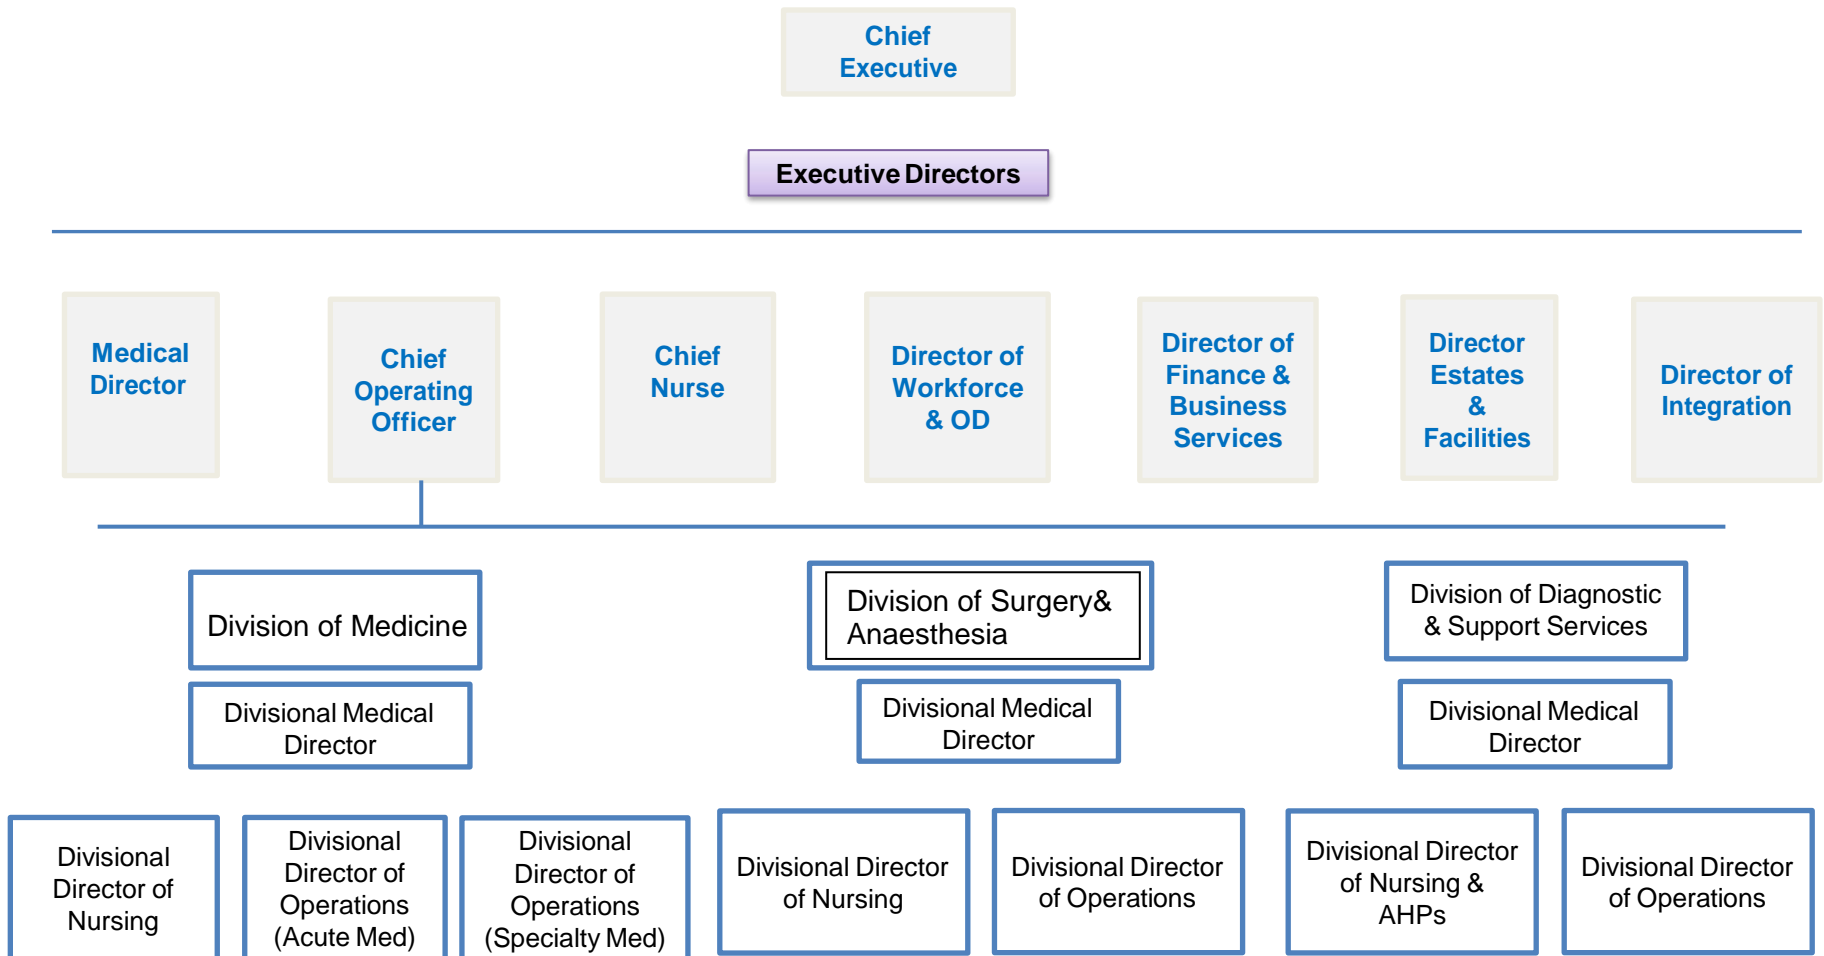 Chief
Executive
Executive Directors
Medical
Director
Chief
Operating
Officer
Chief
Nurse
Director of
Workforce
& OD
Director of
Finance &
Business
Services
Director
Estates
&
Facilities
Director of
Integration
Division of Medicine
Division of Surgery&
Anaesthesia
Division of Diagnostic
& Support Services
Divisional Medical
Director
Divisional Medical
Director
Divisional Medical
Director
Divisional
Director of
Nursing
Divisional
Director of
Operations
(Acute Med)
Divisional
Director of
Operations
(Specialty Med)
Divisional Director
of Nursing
Divisional Director
of Operations
Divisional Director
of Nursing &
AHPs
Divisional Director
of Operations